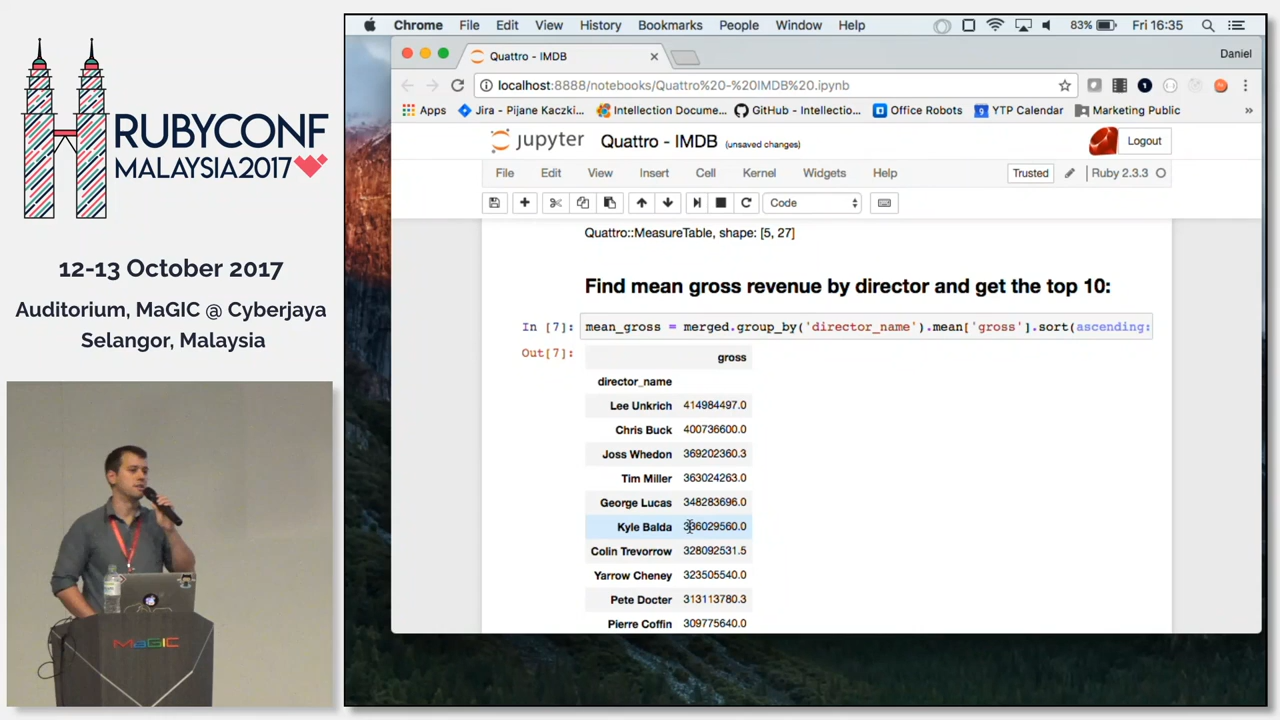 RUBYCONF
MALAYSIA2017
12-13 October 2017
Auditorium, MaGIC @ Cyberjaya
Selangor, Malaysia
MaGIC
Chrome File Edit View History Bookmarks People Window Help 83% Fri 16:35
Quattro - IMDB
Daniel
localhost:8888/notebooks/Quattro%20-%20IMDB%20.ipynb
Apps Jira - Pijane Kaczki... Intellection Docume... GitHub - Intellectio... Office Robots YTP Calendar Marketing Public »
jupyter Quattro - IMDB (unsaved changes) Logout
File Edit View Insert Cell Kernel Widgets Help Trusted Ruby 2.3.3
Code
Quattro::MeasureTable, shape: [5, 27]
Find mean gross revenue by director and get the top 10:
In [7]: mean_gross = merged.group_by('director_name').mean['gross'].sort(ascending:
Out[7]:
gross
director_name
Lee Unkrich 414984497.0
Chris Buck 400736600.0
Joss Whedon 369202360.3
Tim Miller 363024263.0
George Lucas 348283696.0
Kyle Balda 336029560.0
Colin Trevorrow 328092531.5
Yarrow Cheney 323505540.0
Pete Docter 313113780.3
Pierre Coffin 309775640.0